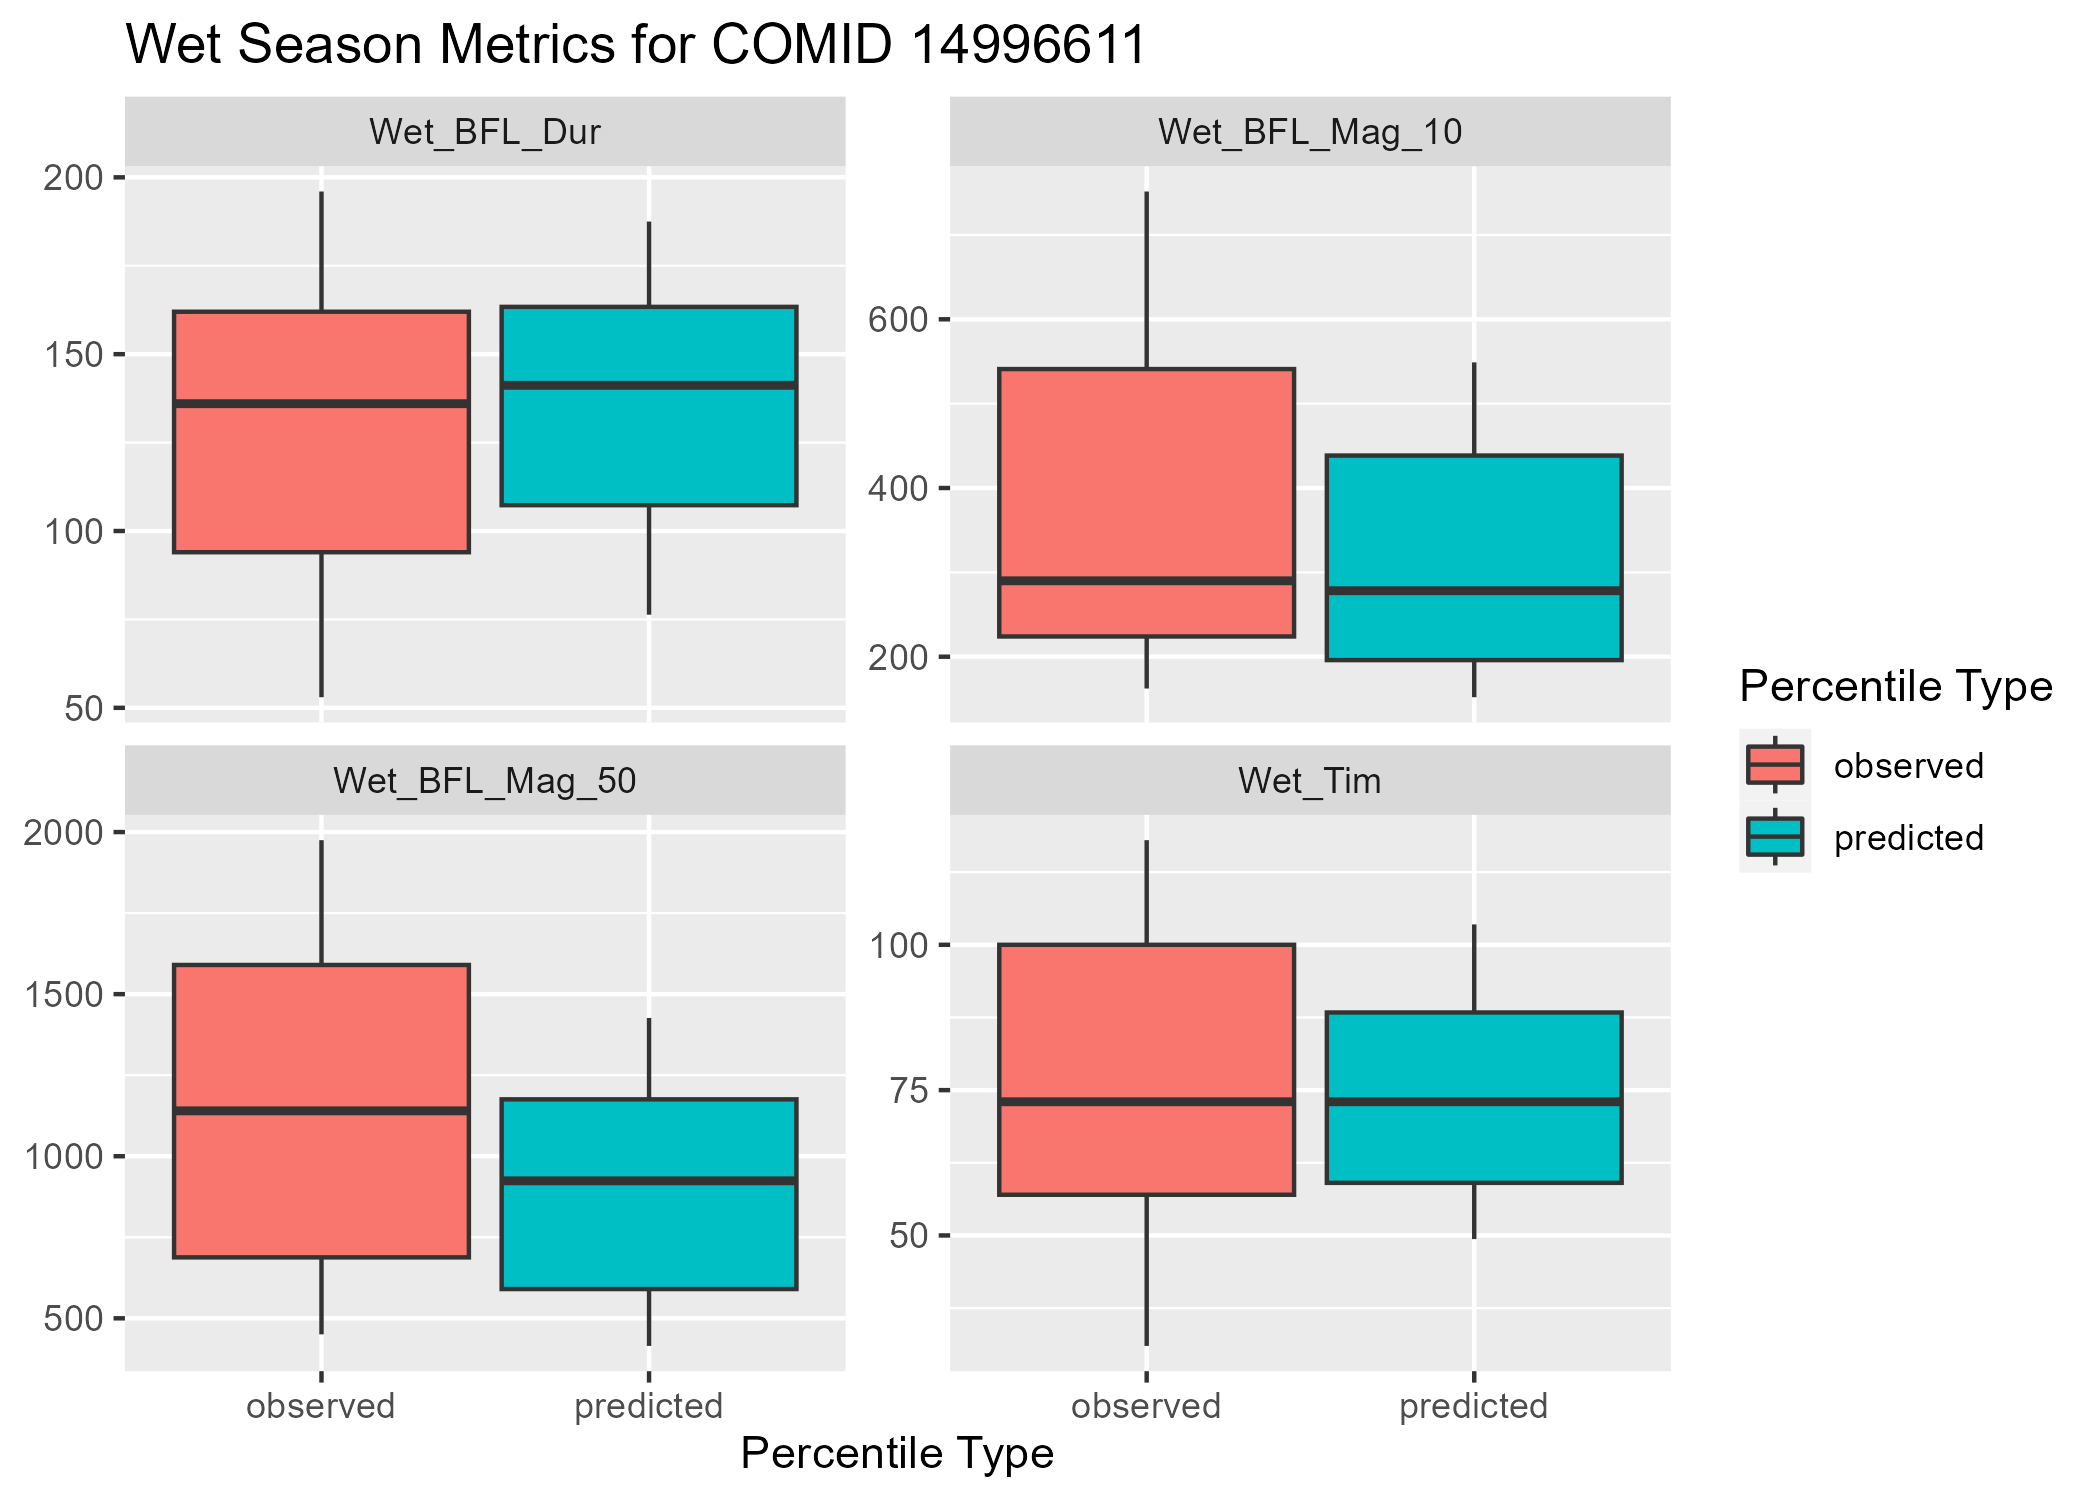 Wet Season Metrics for COMID 14996611
Wet_BFL_Dur
200
150
100
50
Wet_BFL_Mag_10
600
400
200
Wet_BFL_Mag_50
2000
1500
1000
500
observed
predicted
Wet_Tim
100
75
50
observed
predicted
Percentile Type
Percentile Type
observed
predicted